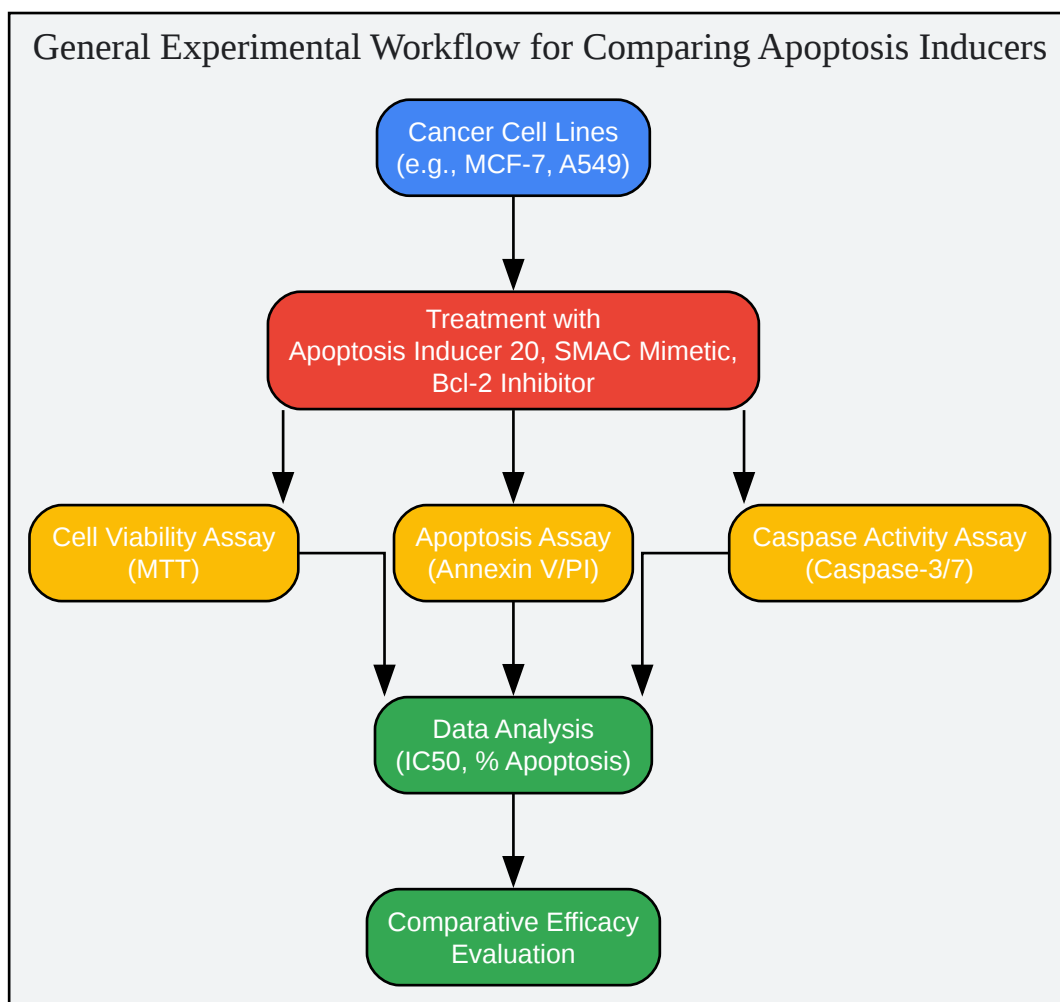 General Experimental Workflow for Comparing Apoptosis Inducers
Cancer Cell Lines
(e.g., MCF-7, A549)
Treatment with
Apoptosis Inducer 20, SMAC Mimetic,
Bcl-2 Inhibitor
Cell Viability Assay
(MTT)
Apoptosis Assay
(Annexin V/PI)
Caspase Activity Assay
(Caspase-3/7)
Data Analysis
(IC50, % Apoptosis)
Comparative Efficacy
Evaluation